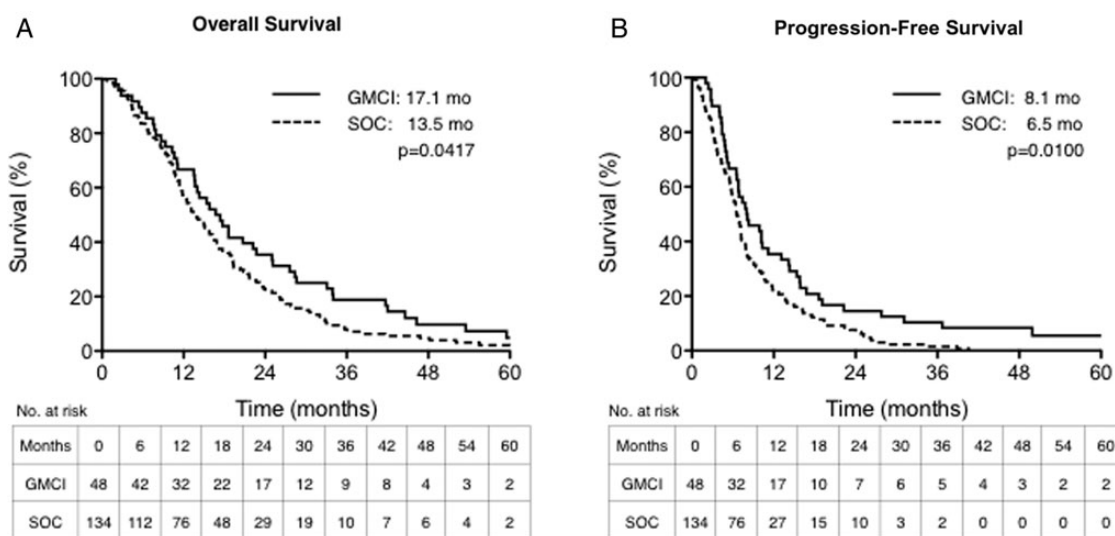 A
Overall Survival
Survival (%)
100
80
60
40
20
0
GMCI: 17.1 mo
SOC: 13.5 mo
p=0.0417
0 12 24 36 48 60
Time (months)
No. at risk
Months 0 6 12 18 24 30 36 42 48 54 60
GMCI 48 42 32 22 17 12 9 8 4 3 2
SOC 134 112 76 48 29 19 10 7 6 4 2
B
Progression-Free Survival
Survival (%)
100
80
60
40
20
0
GMCI: 8.1 mo
SOC: 6.5 mo
p=0.0100
0 12 24 36 48 60
Time (months)
No. at risk
Months 0 6 12 18 24 30 36 42 48 54 60
GMCI 48 32 17 10 7 6 5 4 3 2 2
SOC 134 76 27 15 10 3 2 0 0 0 0